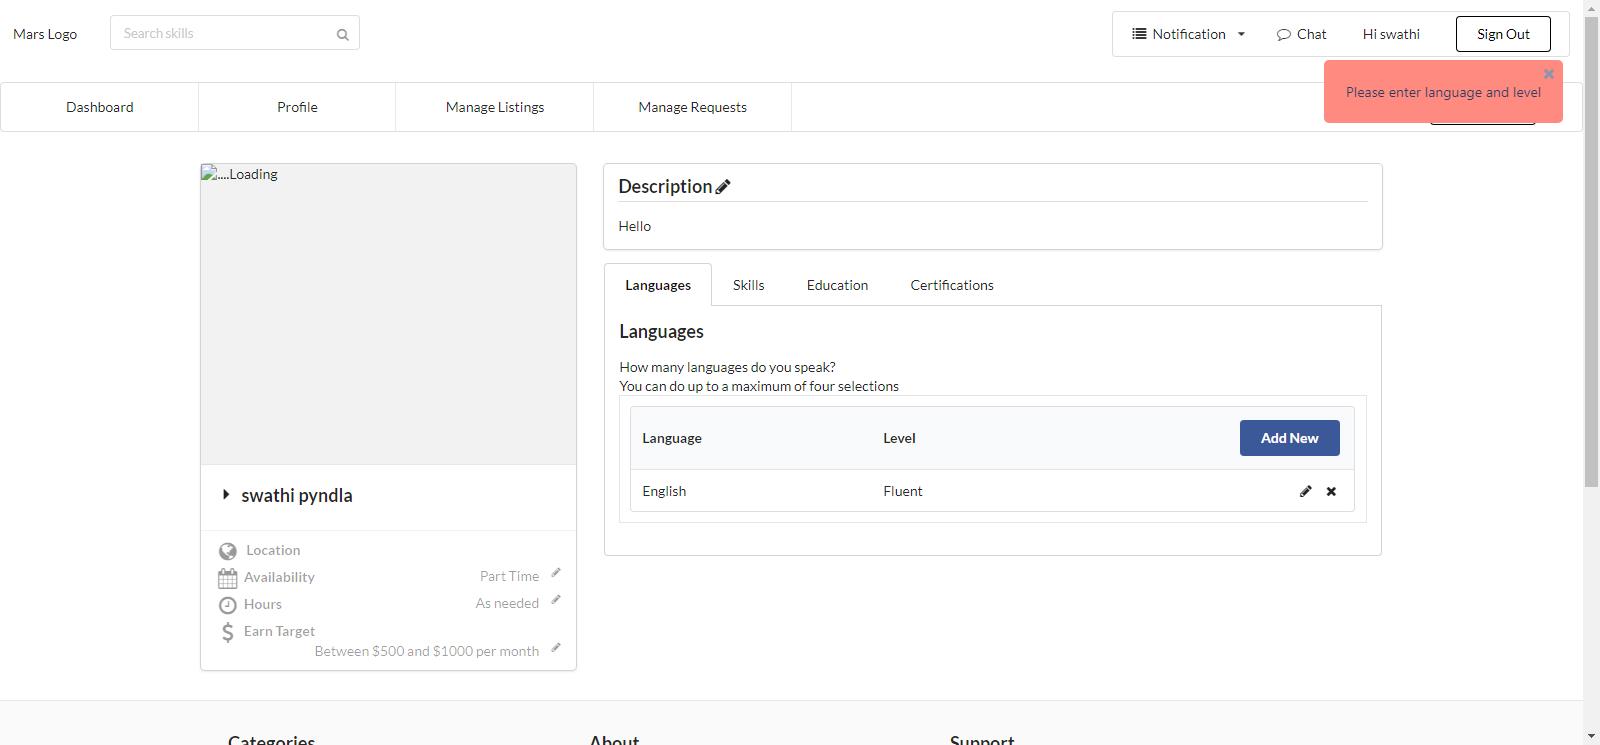 Mars Logo
Search skills
Notification
Chat
Hi swathi
Sign Out
Please enter language and level
Dashboard
Profile
Manage Listings
Manage Requests
....Loading
swathi pyndla
Location
Availability
Part Time
Hours
As needed
Earn Target
Between $500 and $1000 per month
Description
Hello
Languages
Skills
Education
Certifications
Languages
How many languages do you speak?
You can do up to a maximum of four selections
Language
Level
Add New
English
Fluent
Categories
About
Support